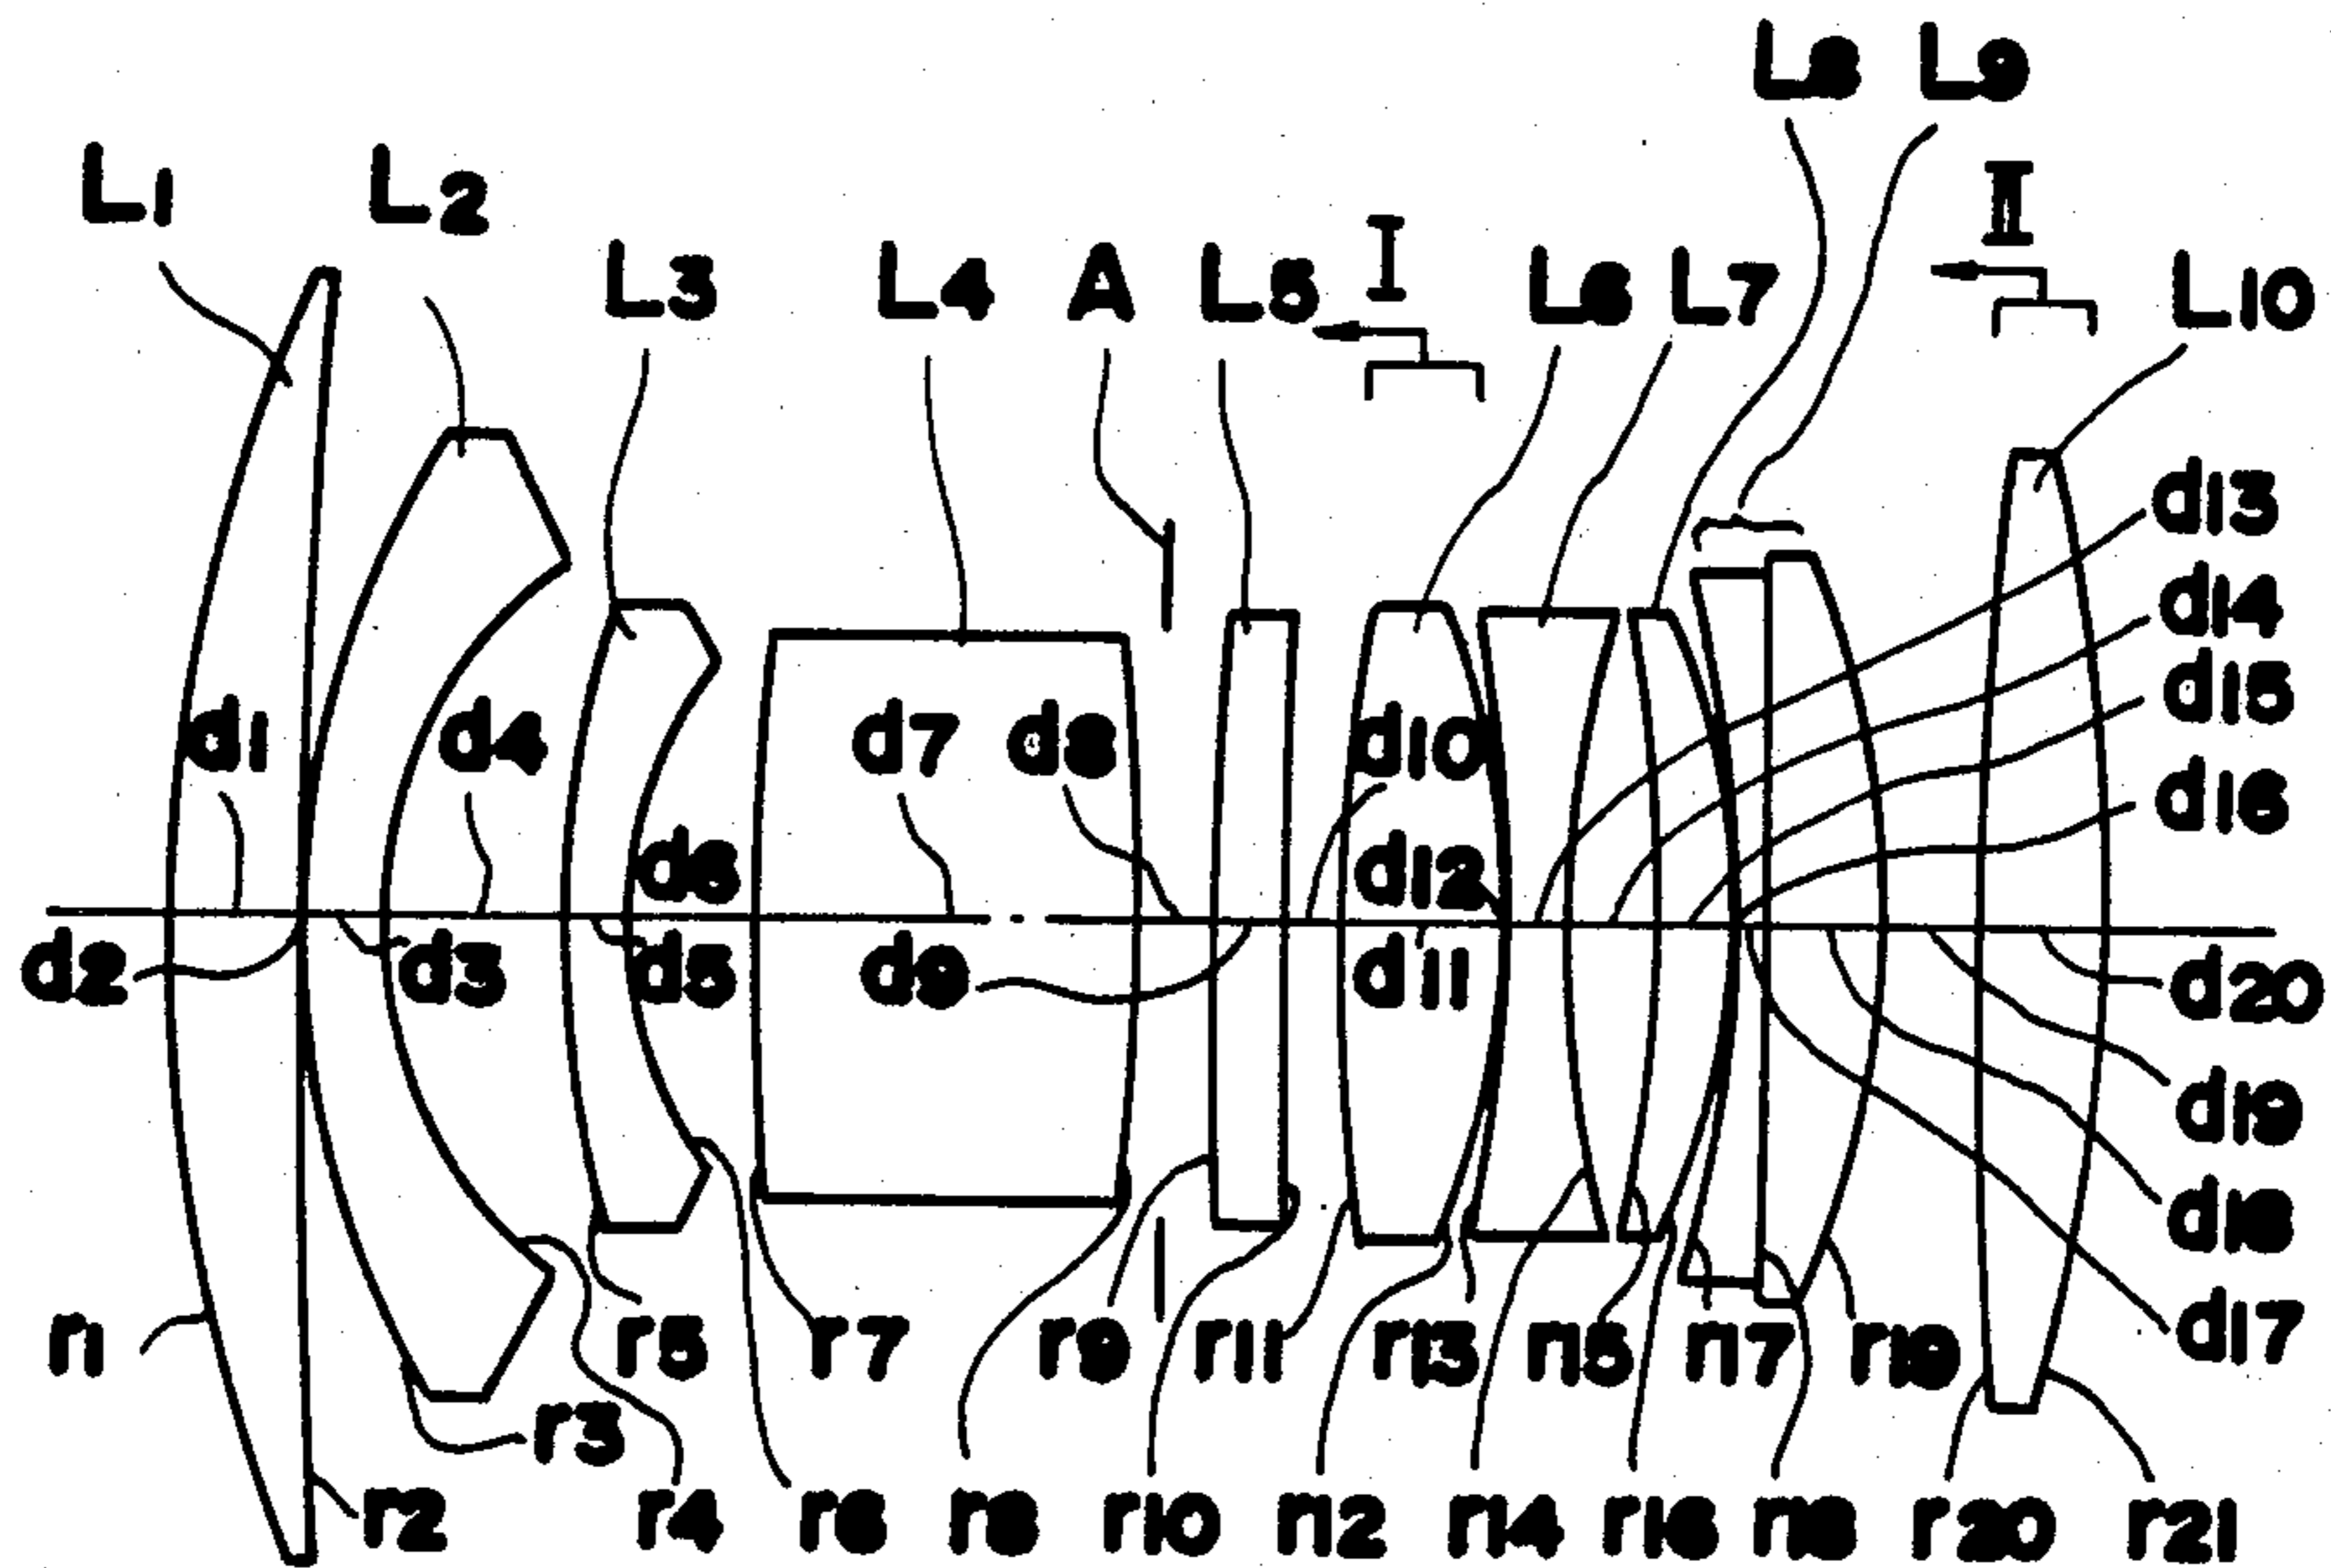 L8 L9
L1 L2 II
L3 L4 A L5 I L6 L7 L10
d13
d14
d15
d1 d4 d7 d8 d10
d16
d6 d12
d2 d3 d5 d9 d11 d20
d19
d18
r1 r5 r7 r9 r11 r13 r15 r17 r19 d17
r3
r2 r4 r6 r8 r10 r12 r14 r16 r18 r20 r21